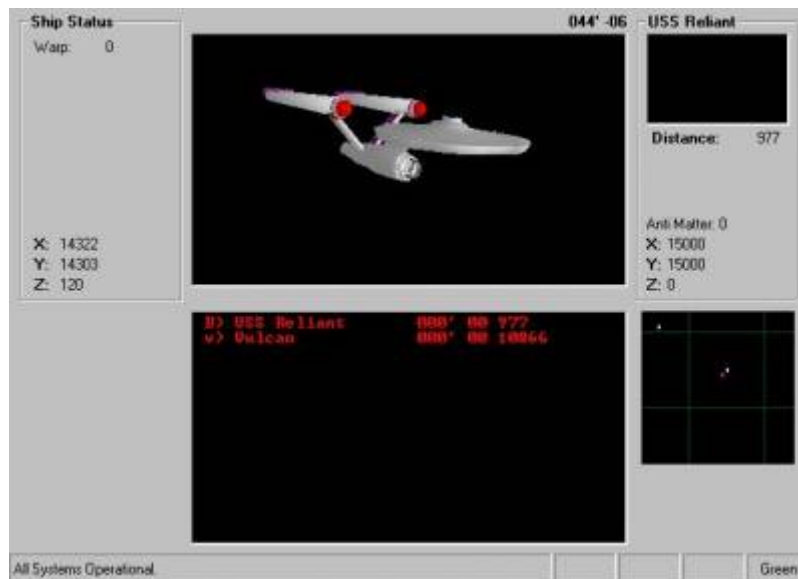 Ship Status
Warp: 0
X: 14322
Y: 14303
Z: 120
044' -06
USS Reliant
Distance: 977
Anti Matter: 0
X: 15000
Y: 15000
Z: 0
USS Reliant 000' 00 977
v> Vulcan 000' 00 10866
All Systems Operational.
Green